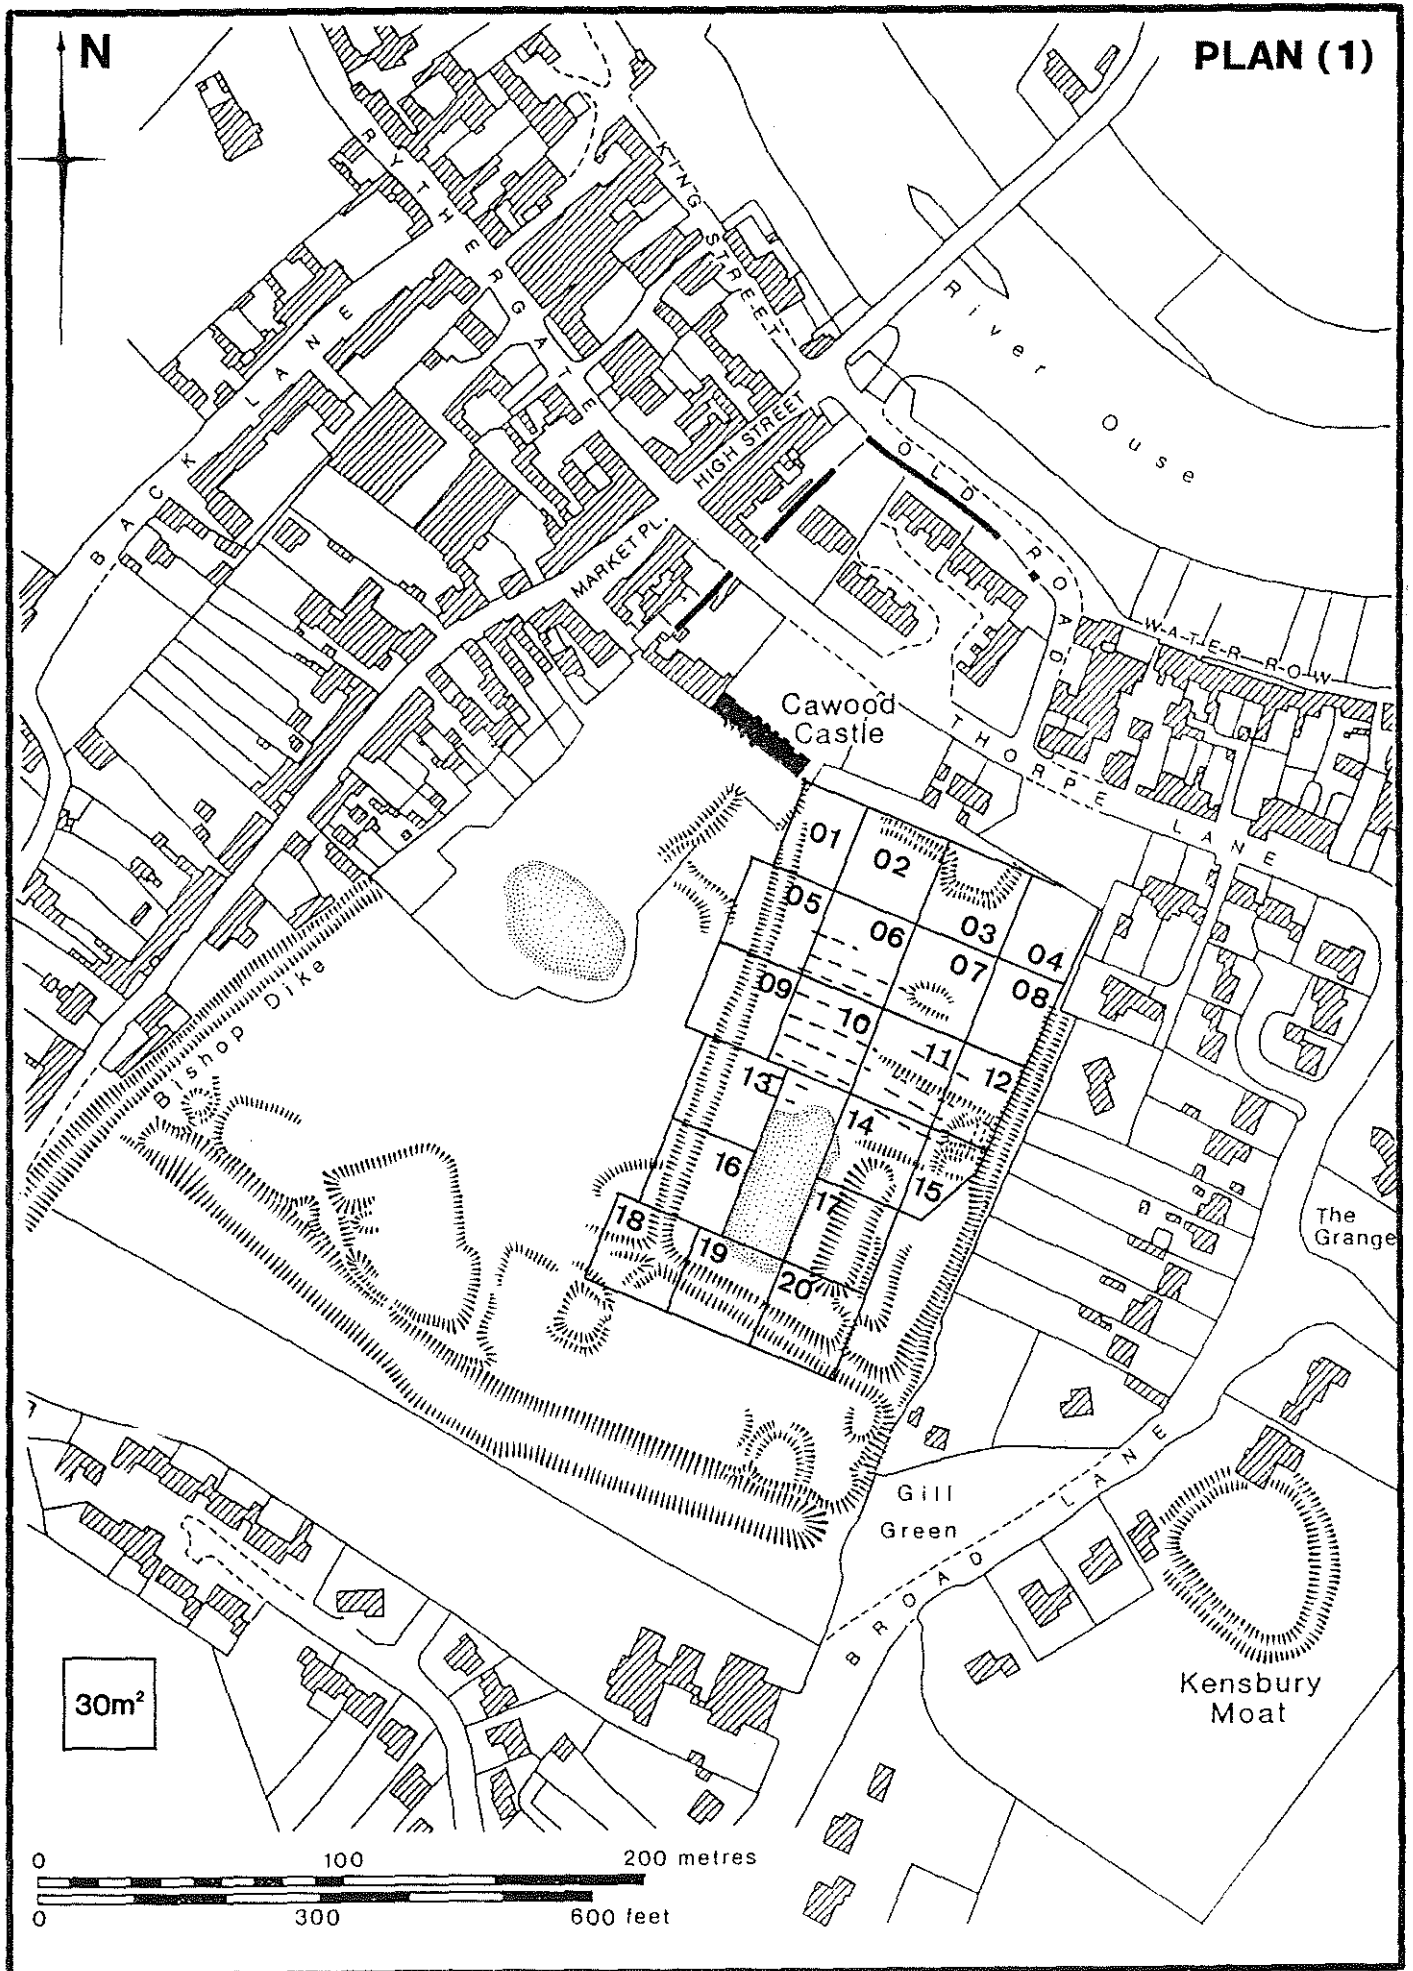 N
PLAN (1)
RYTHERGATE
KING STREET
BACK LANE
River
Ouse
HIGH STREET
OLD ROAD
MARKET PL.
WATER ROW
Cawood
Castle
THORPE LANE
01
02
03
04
05
06
07
08
09
10
11
12
13
14
15
16
17
18
19
20
Bishop Dike
The
Grange
Gill
Green
BROAD LANE
Kensbury
Moat
30m²
0 100 200 metres
0 300 600 feet